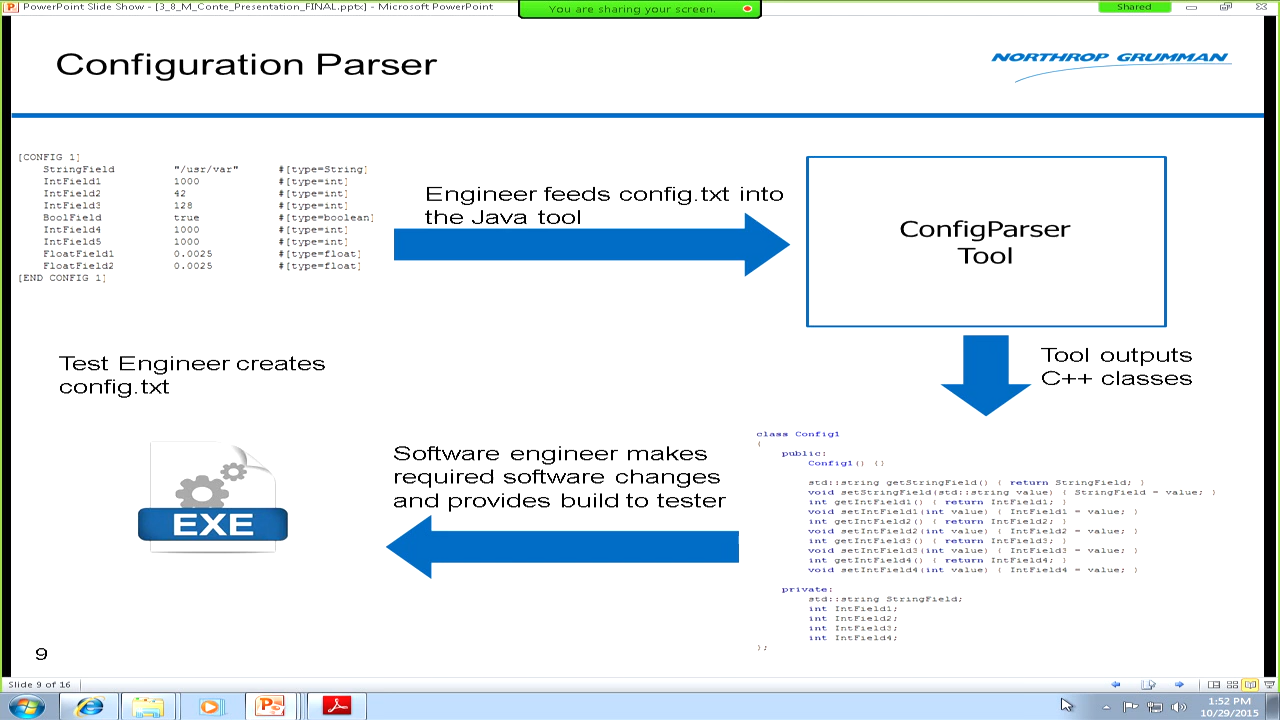 PowerPoint Slide Show - [3_8_M_Conte_Presentation_FINAL.pptx] - Microsoft PowerPoint
You are sharing your screen.
Shared
Configuration Parser
NORTHROP GRUMMAN
[CONFIG 1]
StringField "/usr/var" #[type=String]
IntField1 1000 #[type=int]
IntField2 42 #[type=int]
IntField3 128 #[type=int]
BoolField true #[type=boolean]
IntField4 1000 #[type=int]
IntField5 1000 #[type=int]
FloatField1 0.0025 #[type=float]
FloatField2 0.0025 #[type=float]
[END CONFIG 1]
Engineer feeds config.txt into
the Java tool
ConfigParser
Tool
Test Engineer creates
config.txt
Tool outputs
C++ classes
EXE
Software engineer makes
required software changes
and provides build to tester
class Config1
{
public:
Config1() {}
std::string getStringField() { return StringField; }
void setStringField(std::string value) { StringField = value; }
int getIntField1() { return IntField1; }
void setIntField1(int value) { IntField1 = value; }
int getIntField2() { return IntField2; }
void setIntField2(int value) { IntField2 = value; }
int getIntField3() { return IntField3; }
void setIntField3(int value) { IntField3 = value; }
int getIntField4() { return IntField4; }
void setIntField4(int value) { IntField4 = value; }
private:
std::string StringField;
int IntField1;
int IntField2;
int IntField3;
int IntField4;
};
9
Slide 9 of 16
1:52 PM
10/29/2015